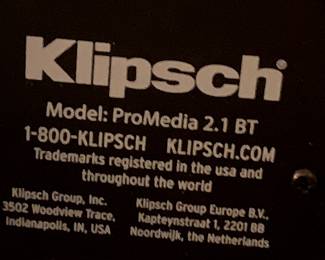 Klipsch®
Model: ProMedia 2.1 BT
1-800-KLIPSCH KLIPSCH.COM
Trademarks registered in the usa and
throughout the world
Klipsch Group, Inc.
3502 Woodview Trace,
Indianapolis, IN, USA
Klipsch Group Europe B.V.,
Kapteynstraat 1, 2201 BB
Noordwijk, the Netherlands